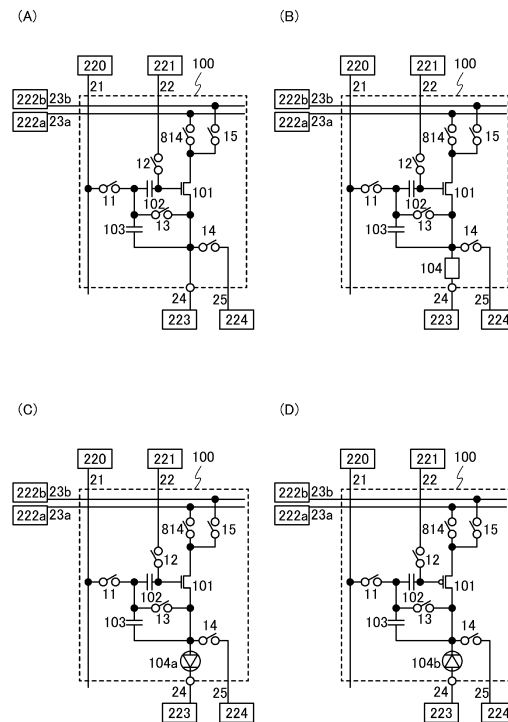 (A)
220 221 100
21 22
222b 23b
222a 23a
814 15
12
11 102 101
103 13 14
24 25
223 224
(B)
220 221 100
21 22
222b 23b
222a 23a
814 15
12
11 102 101
103 13 14
104
24 25
223 224
(C)
220 221 100
21 22
222b 23b
222a 23a
814 15
12
11 102 101
103 13 14
104a
24 25
223 224
(D)
220 221 100
21 22
222b 23b
222a 23a
814 15
12
11 102 101
103 13 14
104b
24 25
223 224